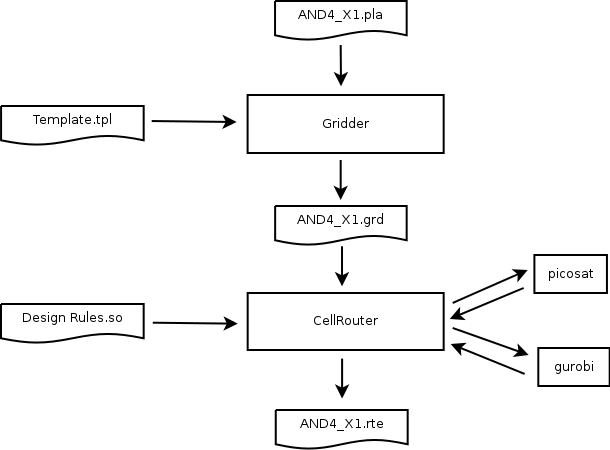 AND4_X1.pla
Template.tpl
Gridder
AND4_X1.grd
picosat
Design Rules.so
CellRouter
gurobi
AND4_X1.rte